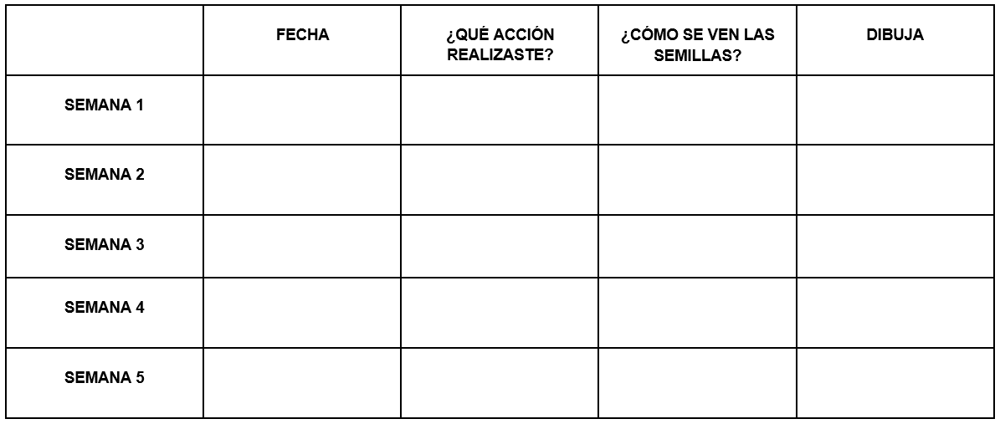 FECHA
¿QUÉ ACCIÓN
REALIZASTE?
¿CÓMO SE VEN LAS
SEMILLAS?
DIBUJA
SEMANA 1
SEMANA 2
SEMANA 3
SEMANA 4
SEMANA 5